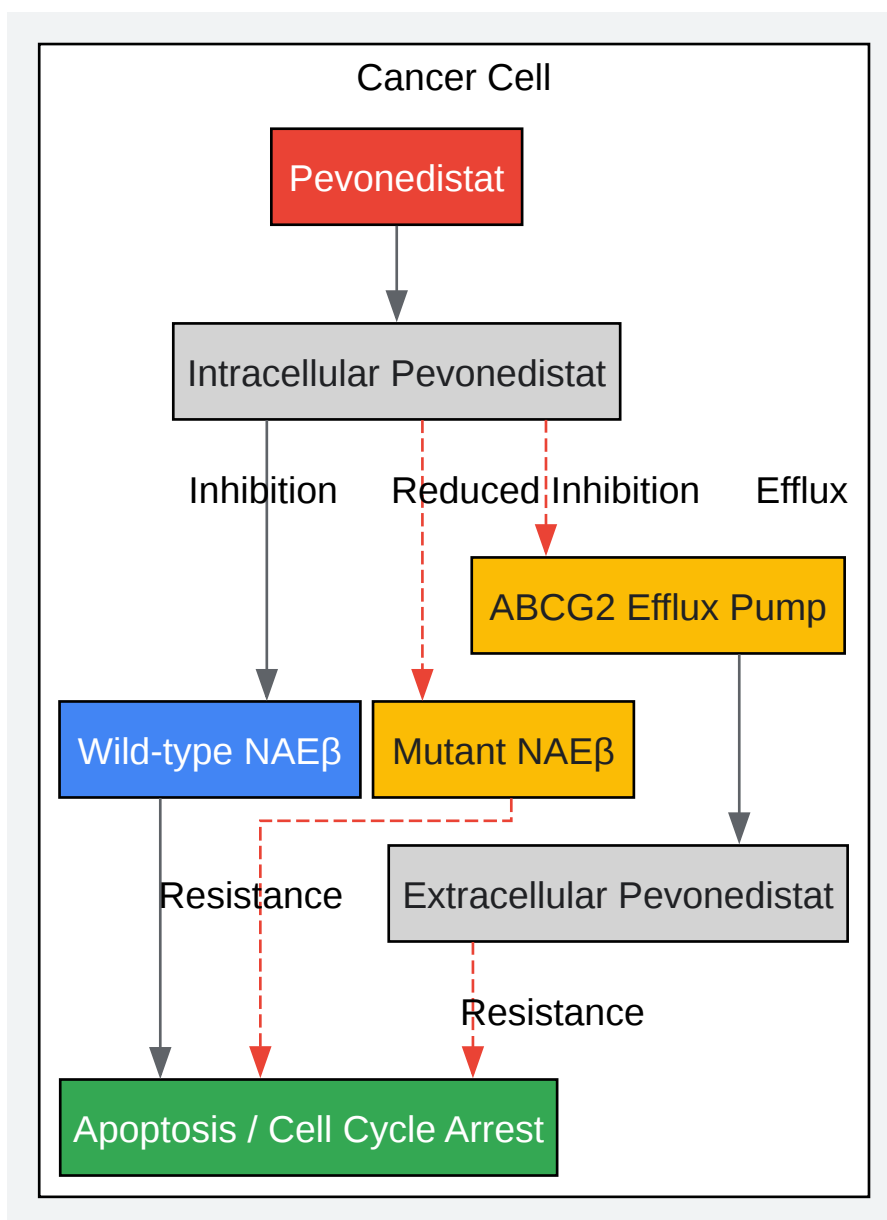 Cancer Cell
Pevonedistat
Intracellular Pevonedistat
Inhibition
Reduced Inhibition
Efflux
ABCG2 Efflux Pump
Wild-type NAEβ
Mutant NAEβ
Resistance
Extracellular Pevonedistat
Resistance
Apoptosis / Cell Cycle Arrest